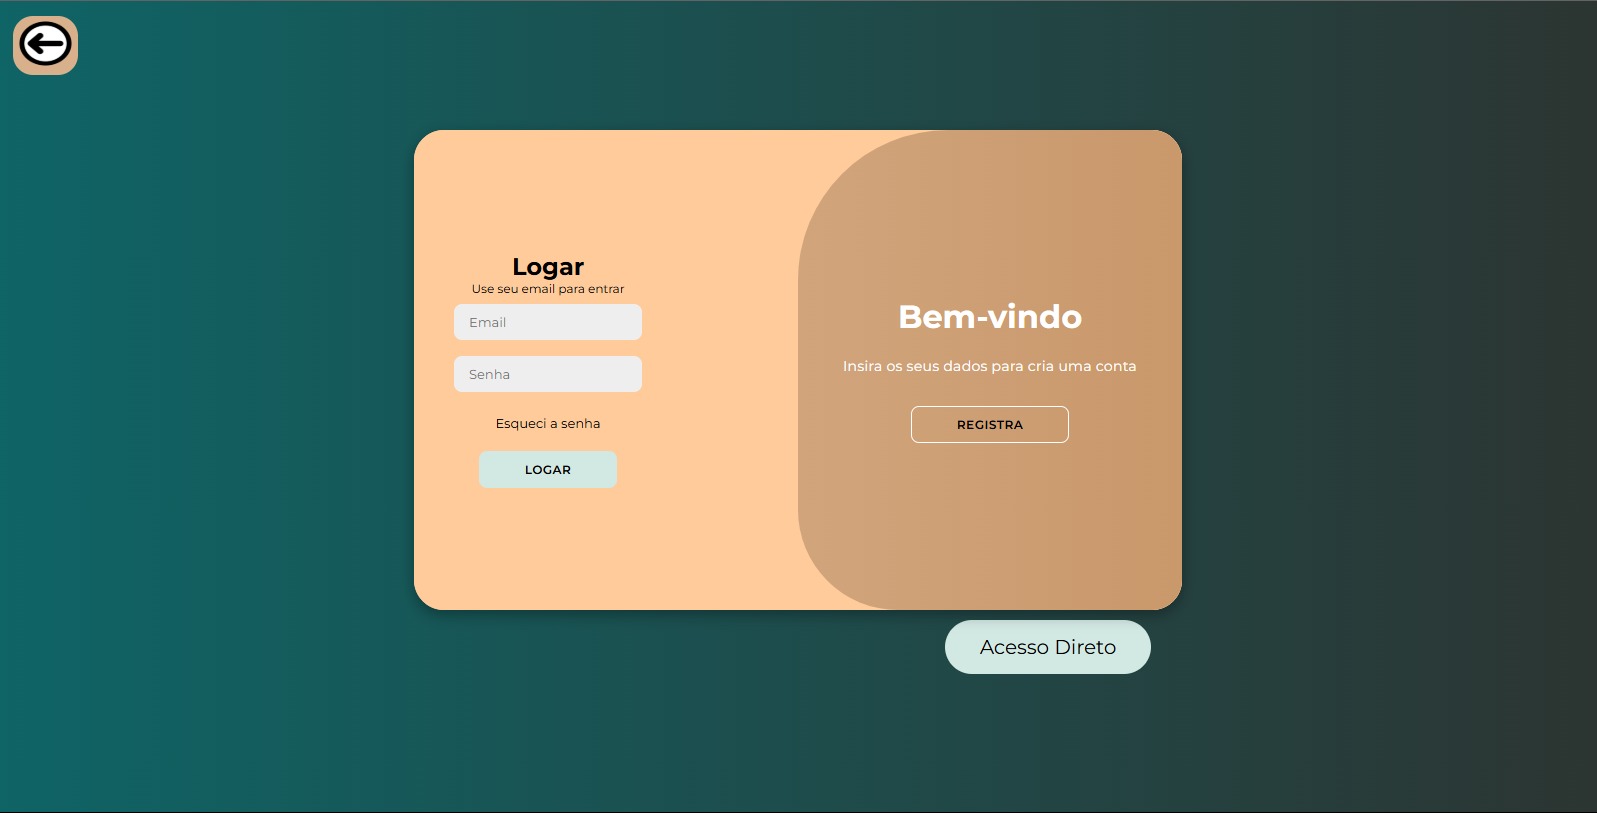 Logar
Use seu email para entrar
Email
Senha
Esqueci a senha
LOGAR
Bem-vindo
Insira os seus dados para cria uma conta
REGISTRA
Acesso Direto